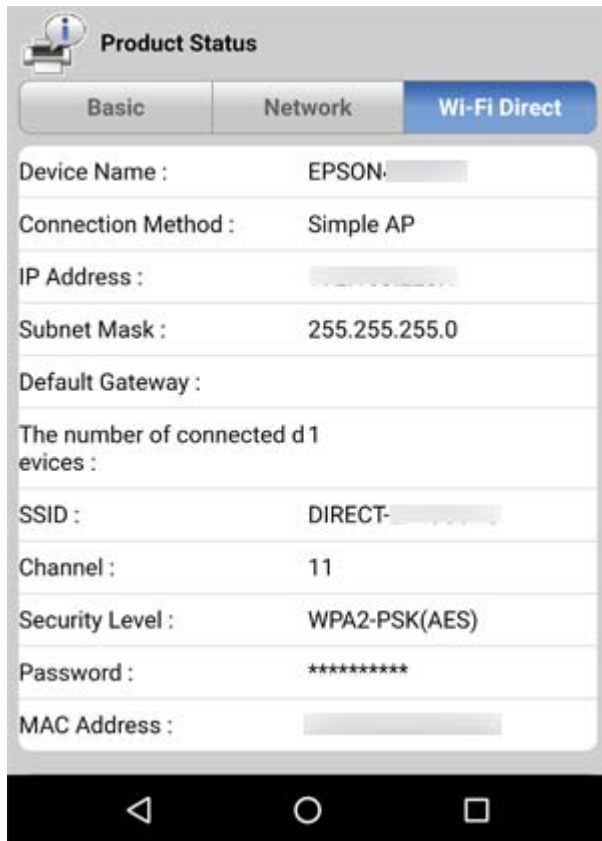 Product Status
Basic Network Wi-Fi Direct
Device Name : EPSON
Connection Method : Simple AP
IP Address :
Subnet Mask : 255.255.255.0
Default Gateway :
The number of connected d 1
evices :
SSID : DIRECT-
Channel : 11
Security Level : WPA2-PSK(AES)
Password : **********
MAC Address :